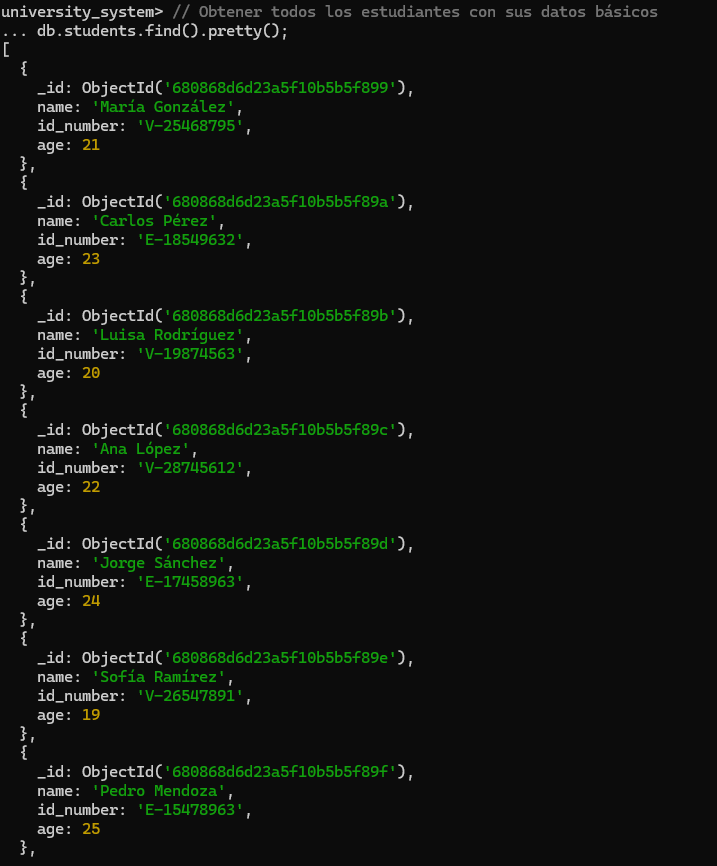 university_system> // Obtener todos los estudiantes con sus datos básicos
... db.students.find().pretty();
[
  {
    _id: ObjectId('680868d6d23a5f10b5b5f899'),
    name: 'María González',
    id_number: 'V-25468795',
    age: 21
  },
  {
    _id: ObjectId('680868d6d23a5f10b5b5f89a'),
    name: 'Carlos Pérez',
    id_number: 'E-18549632',
    age: 23
  },
  {
    _id: ObjectId('680868d6d23a5f10b5b5f89b'),
    name: 'Luisa Rodríguez',
    id_number: 'V-19874563',
    age: 20
  },
  {
    _id: ObjectId('680868d6d23a5f10b5b5f89c'),
    name: 'Ana López',
    id_number: 'V-28745612',
    age: 22
  },
  {
    _id: ObjectId('680868d6d23a5f10b5b5f89d'),
    name: 'Jorge Sánchez',
    id_number: 'E-17458963',
    age: 24
  },
  {
    _id: ObjectId('680868d6d23a5f10b5b5f89e'),
    name: 'Sofía Ramírez',
    id_number: 'V-26547891',
    age: 19
  },
  {
    _id: ObjectId('680868d6d23a5f10b5b5f89f'),
    name: 'Pedro Mendoza',
    id_number: 'E-15478963',
    age: 25
  },